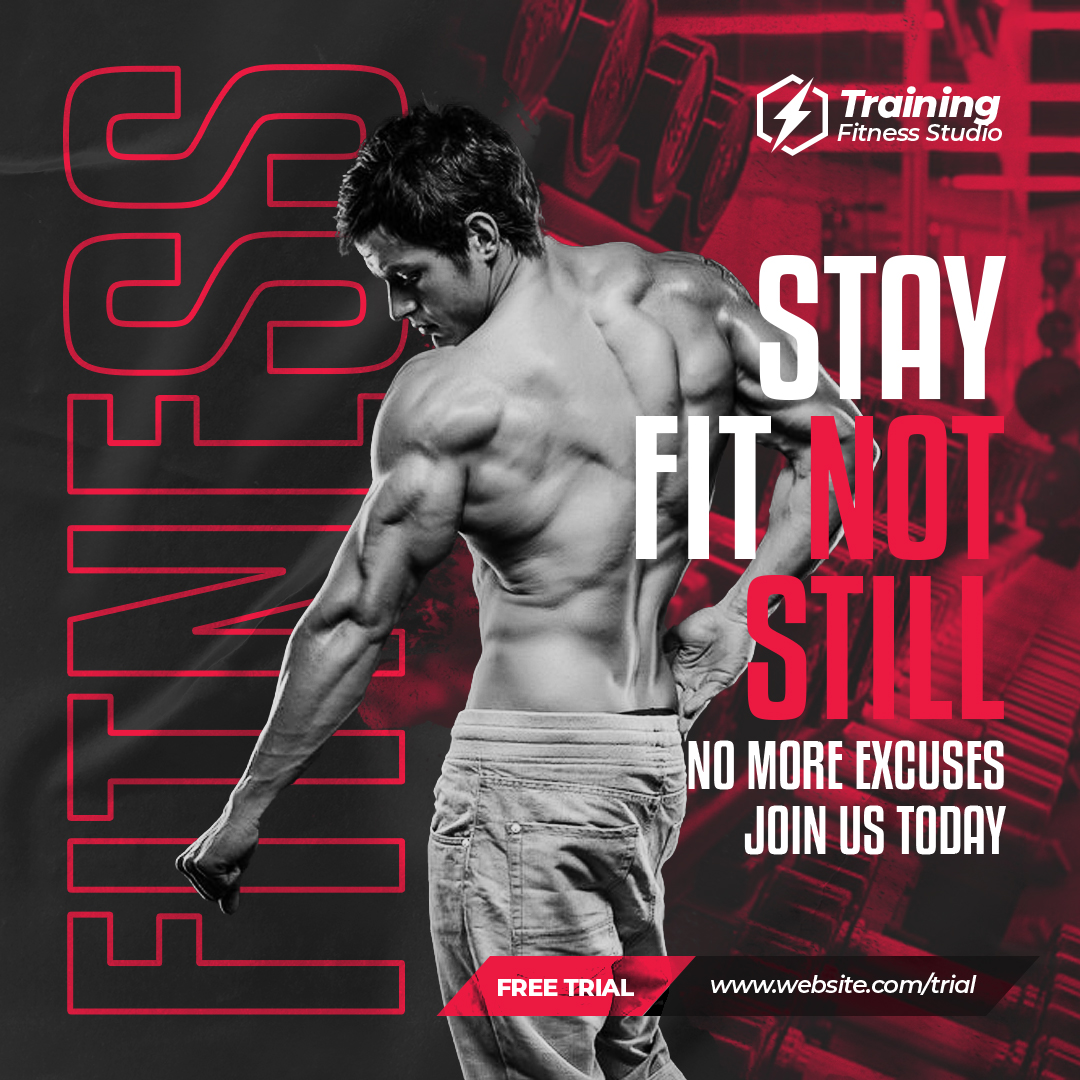 FITNESS
Training
Fitness Studio
STAY
FIT NOT
STILL
NO MORE EXCUSES
JOIN US TODAY
FREE TRIAL
www.website.com/trial